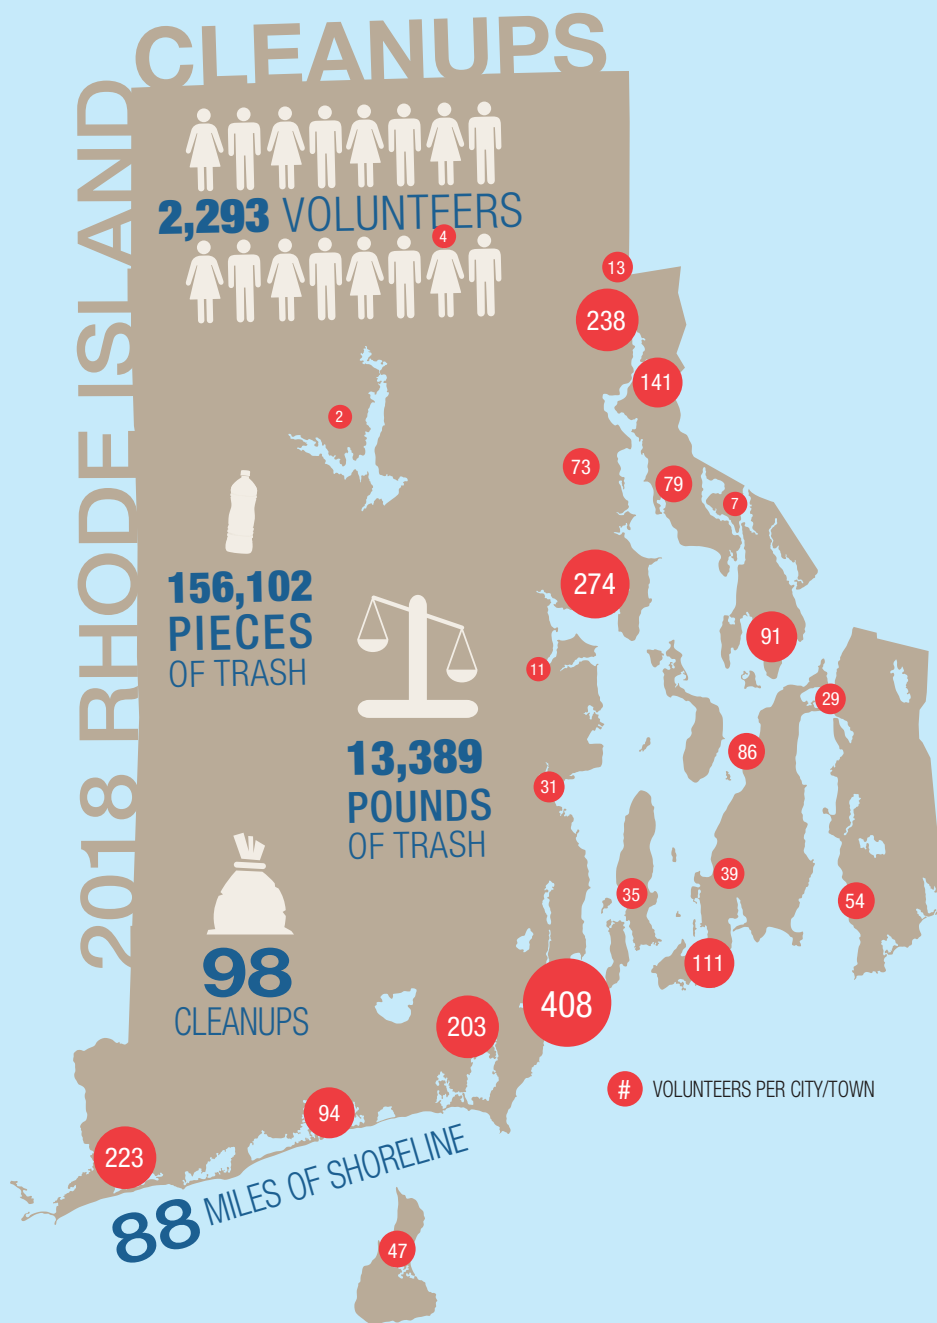 CLEANUPS
2018 RHODE ISLAND
2,293 VOLUNTEERS
4
13
238
141
2
73
79
7
156,102
PIECES
OF TRASH
274
91
11
29
13,389
POUNDS
OF TRASH
86
31
39
35
54
98
CLEANUPS
111
408
203
# VOLUNTEERS PER CITY/TOWN
94
223
88 MILES OF SHORELINE
47